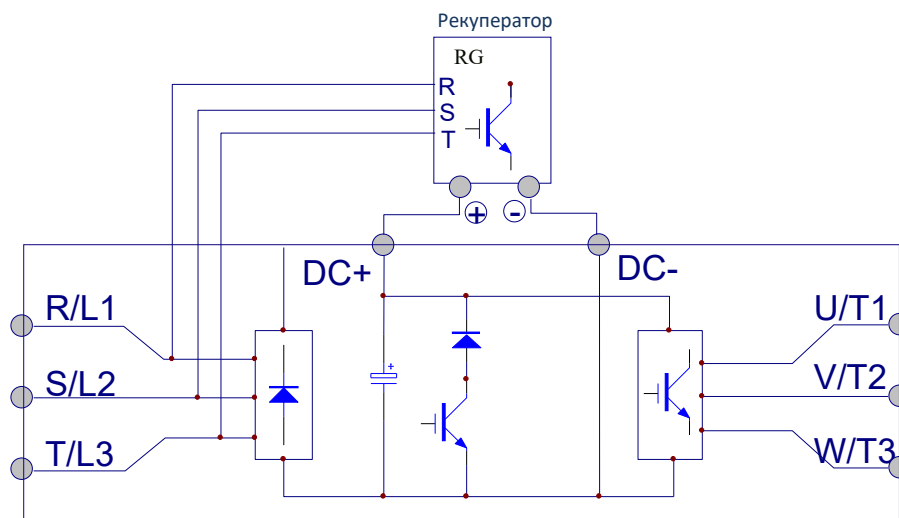 Рекуператор
RG
R
S
T
+
-
DC+
DC-
R/L1
U/T1
+
S/L2
V/T2
T/L3
W/T3